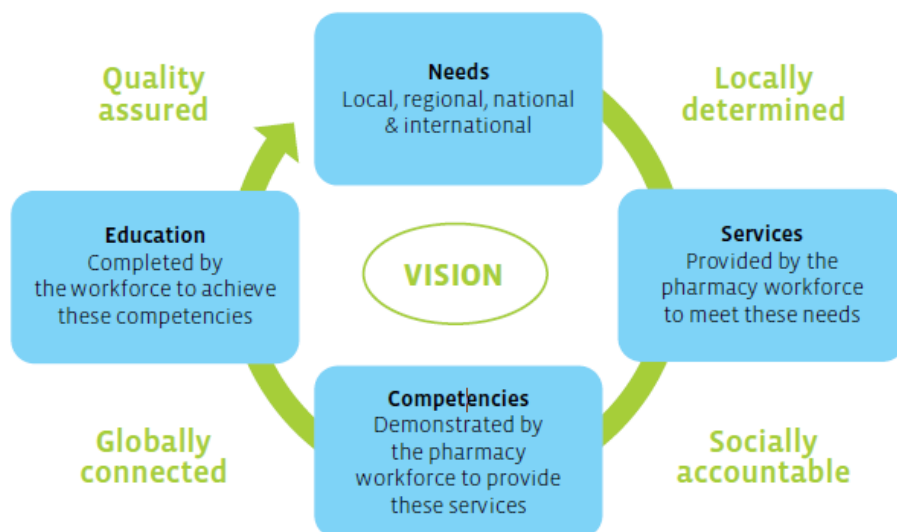 Quality
assured
Needs
Local, regional, national
& international
Locally
determined
Education
Completed by
the workforce to achieve
these competencies
VISION
Services
Provided by the
pharmacy workforce
to meet these needs
Globally
connected
Competencies
Demonstrated by
the pharmacy
workforce to provide
these services
Socially
accountable